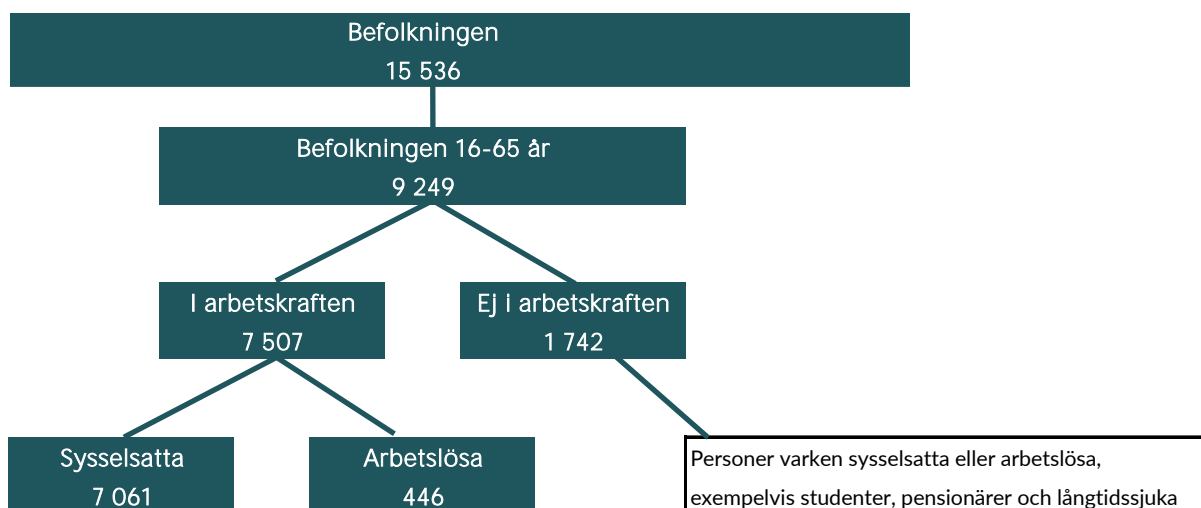 Befolkningen
15 536
Befolkningen 16-65 år
9 249
I arbetskraften
7 507
Ej i arbetskraften
1 742
Sysselsatta
7 061
Arbetslösa
446
Personer varken sysselsatta eller arbetslösa,
exempelvis studenter, pensionärer och långtidssjuka